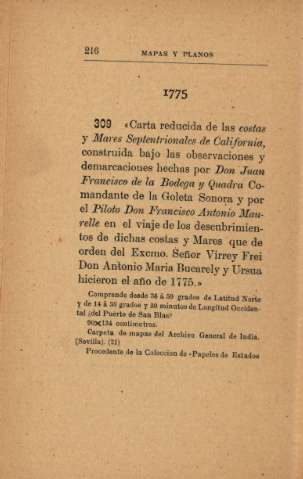 216 MAPAS Y PLANOS
1775
309 «Carta reducida de las costas
y Mares Septentrionales de California,
construida bajo las observaciones y
demarcaciones hechas por Don Juan
Francisco de la Bodega y Quadra Co-
mandante de la Goleta Sonora y por
el Piloto Don Francisco Antonio Mau-
relle en el viaje de los descubrimien-
tos de dichas costas y Mares que de
orden del Excmo. Señor Virrey Frei
Don Antonio Maria Bucarely y Ursua
hicieron el año de 1775.»
Comprende desde 36 á 59 grados de Latitud Norte
y de 14 á 38 grados y 20 minutos de Longitud Occiden-
tal ¿del Puerto de San Blas?
90×134 centímetros.
Carpeta de mapas del Archivo General de India.
(Sevilla). (21)
Procedente de la Coleccion de «Papeles de Estados